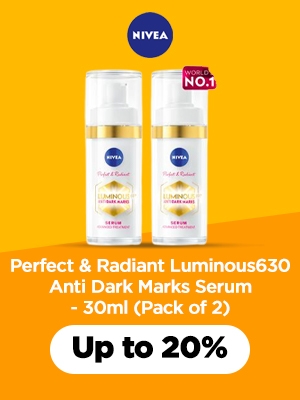 NIVEA
WORLD
NO.1
NIVEA
Perfect & Radiant
LUMINOUS
ANTI DARK MARKS
SERUM
NIVEA
Perfect & Radiant
LUMINOUS
ANTI DARK MARKS
SERUM
Perfect & Radiant Luminous630
Anti Dark Marks Serum
- 30ml (Pack of 2)
Up to 20%